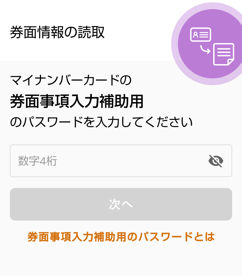 券面情報の読取
マイナンバーカードの
券面事項入力補助用
のパスワードを入力してください
数字4桁
次へ
券面事項入力補助用のパスワードとは